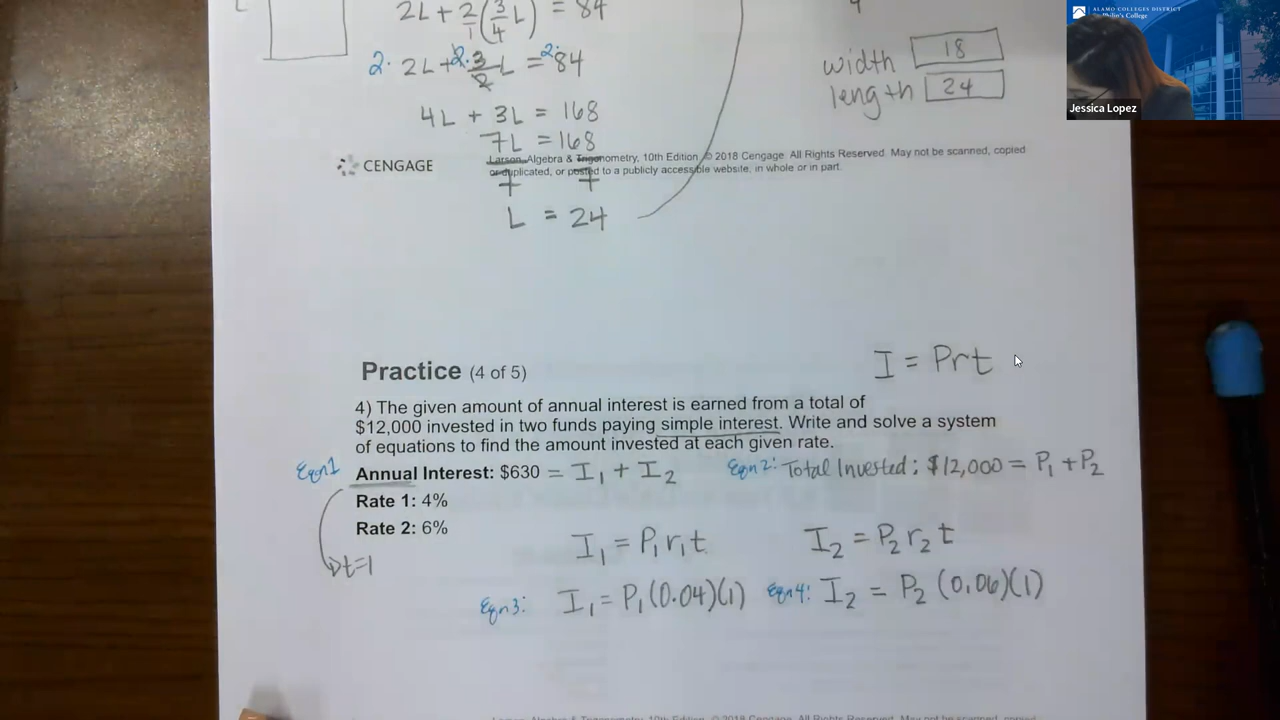 2L + 2/1 (3/4 L) = 84
2· 2L + 2· 3/2 L = 2· 84
4L + 3L = 168
7L = 168
7 7
L = 24
width 18
length 24
ALAMO COLLEGES DISTRICT
St. Philip's College
Jessica Lopez
CENGAGE
Larson, Algebra & Trigonometry, 10th Edition. © 2018 Cengage. All Rights Reserved. May not be scanned, copied
or duplicated, or posted to a publicly accessible website, in whole or in part.
I = Prt
Practice (4 of 5)
4) The given amount of annual interest is earned from a total of
$12,000 invested in two funds paying simple interest. Write and solve a system
of equations to find the amount invested at each given rate.
Eqn1 Annual Interest: $630 = I₁ + I₂ Eqn2: Total Invested: $12,000 = P₁ + P₂
Rate 1: 4%
Rate 2: 6%
t=1
I₁ = P₁r₁t I₂ = P₂r₂t
Eqn3: I₁ = P₁(0.04)(1) Eqn4: I₂ = P₂(0.06)(1)